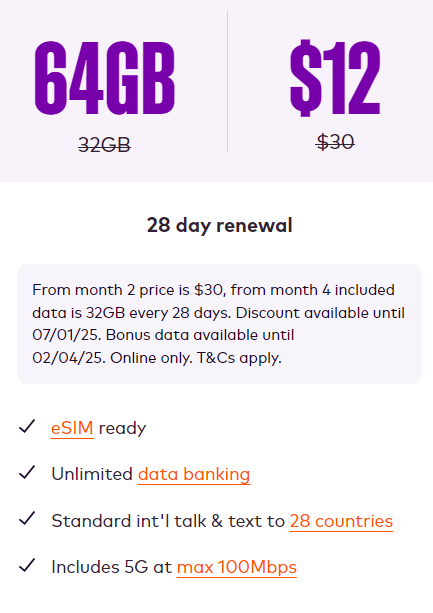 64GB
$12
32GB
$30
28 day renewal
From month 2 price is $30, from month 4 included
data is 32GB every 28 days. Discount available until
07/01/25. Bonus data available until
02/04/25. Online only. T&Cs apply.
eSIM ready
Unlimited data banking
Standard int'l talk & text to 28 countries
Includes 5G at max 100Mbps